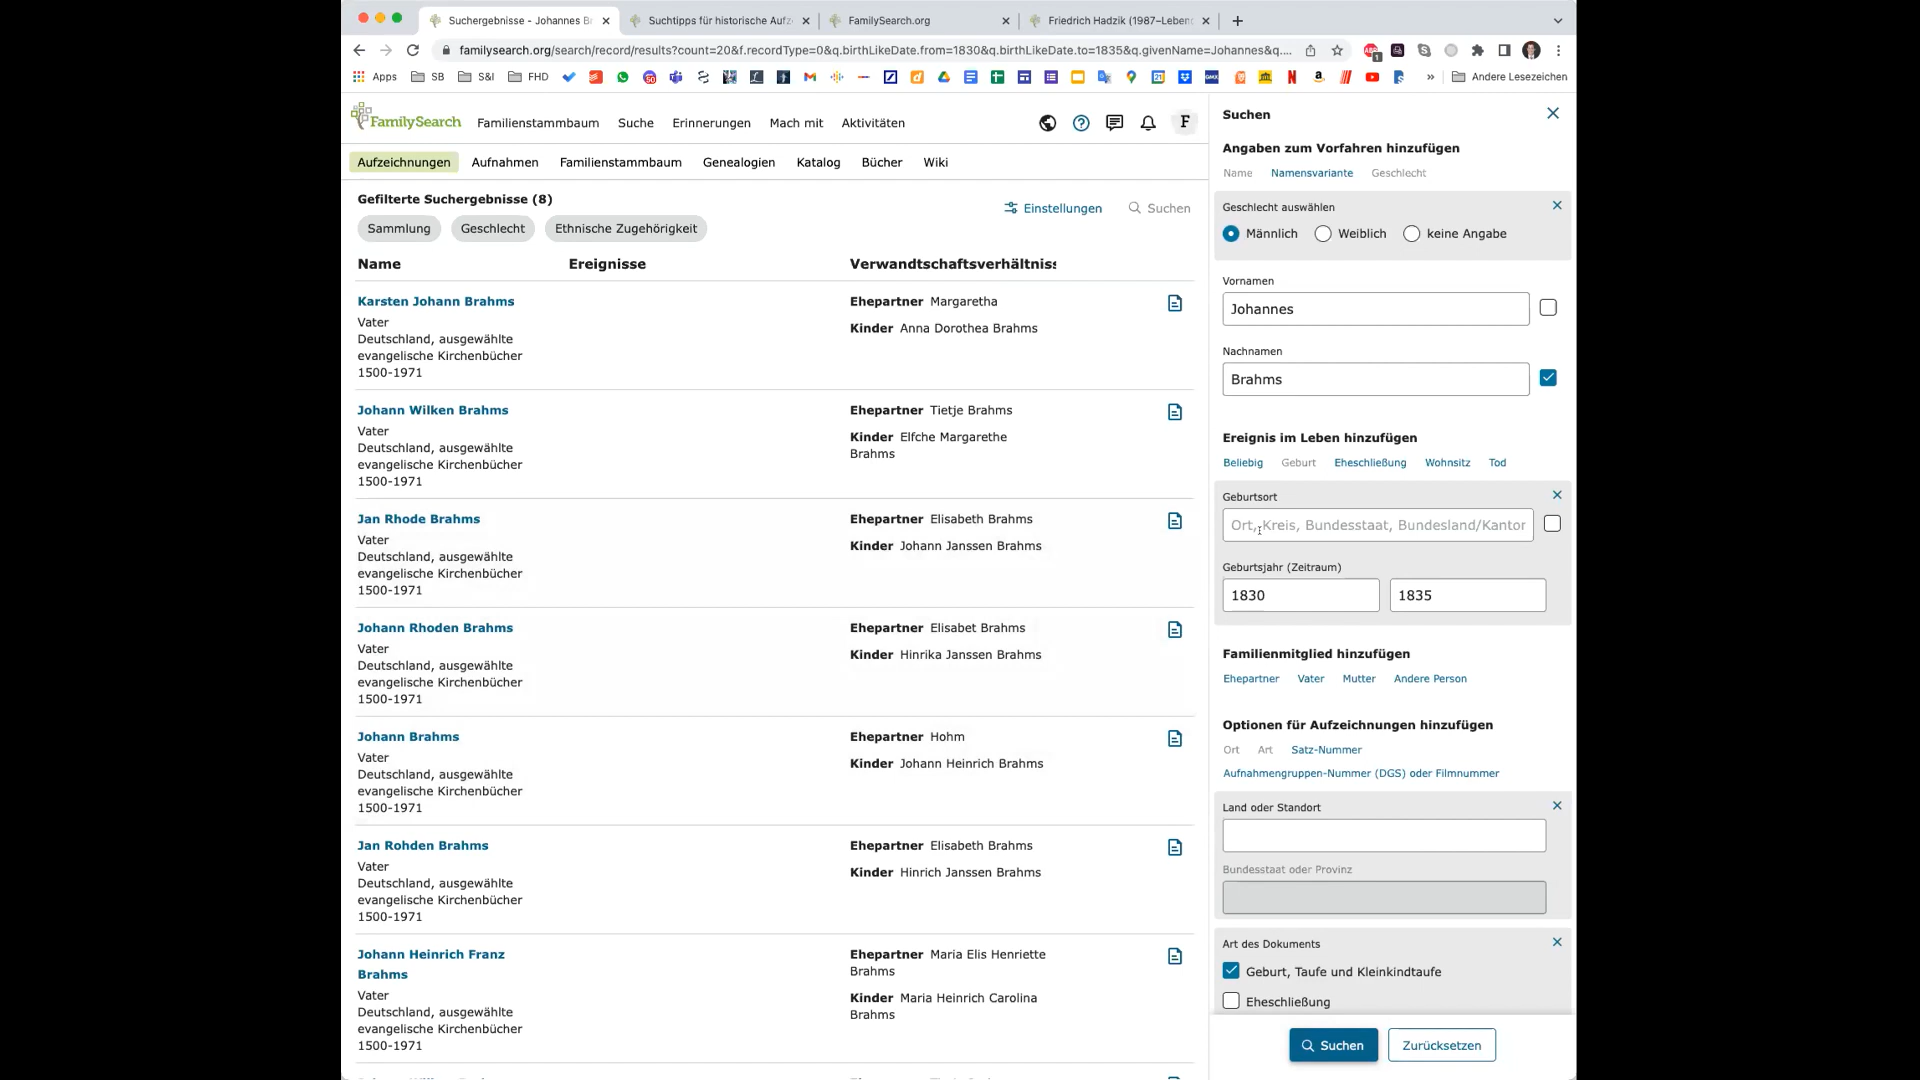 Suchergebnisse - Johannes Br
Suchtipps für historische Aufz
FamilySearch.org
Friedrich Hadzik (1987–Lebend
familysearch.org/search/record/results?count=20&f.recordType=0&q.birthLikeDate.from=1830&q.birthLikeDate.to=1835&q.givenName=Johannes&q....
Apps
SB
S&I
FHD
»
Andere Lesezeichen
FamilySearch
Familienstammbaum
Suche
Erinnerungen
Mach mit
Aktivitäten
F
Aufzeichnungen
Aufnahmen
Familienstammbaum
Genealogien
Katalog
Bücher
Wiki
Gefilterte Suchergebnisse (8)
Einstellungen
Suchen
Sammlung
Geschlecht
Ethnische Zugehörigkeit
Name
Ereignisse
Verwandtschaftsverhältniss
Karsten Johann Brahms
Vater
Deutschland, ausgewählte
evangelische Kirchenbücher
1500-1971
Ehepartner Margaretha
Kinder Anna Dorothea Brahms
Johann Wilken Brahms
Vater
Deutschland, ausgewählte
evangelische Kirchenbücher
1500-1971
Ehepartner Tietje Brahms
Kinder Elfche Margarethe
Brahms
Jan Rhode Brahms
Vater
Deutschland, ausgewählte
evangelische Kirchenbücher
1500-1971
Ehepartner Elisabeth Brahms
Kinder Johann Janssen Brahms
Johann Rhoden Brahms
Vater
Deutschland, ausgewählte
evangelische Kirchenbücher
1500-1971
Ehepartner Elisabet Brahms
Kinder Hinrika Janssen Brahms
Johann Brahms
Vater
Deutschland, ausgewählte
evangelische Kirchenbücher
1500-1971
Ehepartner Hohm
Kinder Johann Heinrich Brahms
Jan Rohden Brahms
Vater
Deutschland, ausgewählte
evangelische Kirchenbücher
1500-1971
Ehepartner Elisabeth Brahms
Kinder Hinrich Janssen Brahms
Johann Heinrich Franz
Brahms
Vater
Deutschland, ausgewählte
evangelische Kirchenbücher
1500-1971
Ehepartner Maria Elis Henriette
Brahms
Kinder Maria Heinrich Carolina
Brahms
Suchen
Angaben zum Vorfahren hinzufügen
Name
Namensvariante
Geschlecht
Geschlecht auswählen
Männlich
Weiblich
keine Angabe
Vornamen
Johannes
Nachnamen
Brahms
Ereignis im Leben hinzufügen
Beliebig
Geburt
Eheschließung
Wohnsitz
Tod
Geburtsort
Ort, Kreis, Bundesstaat, Bundesland/Kantor
Geburtsjahr (Zeitraum)
1830
1835
Familienmitglied hinzufügen
Ehepartner
Vater
Mutter
Andere Person
Optionen für Aufzeichnungen hinzufügen
Ort
Art
Satz-Nummer
Aufnahmengruppen-Nummer (DGS) oder Filmnummer
Land oder Standort
Bundesstaat oder Provinz
Art des Dokuments
Geburt, Taufe und Kleinkindtaufe
Eheschließung
Suchen
Zurücksetzen